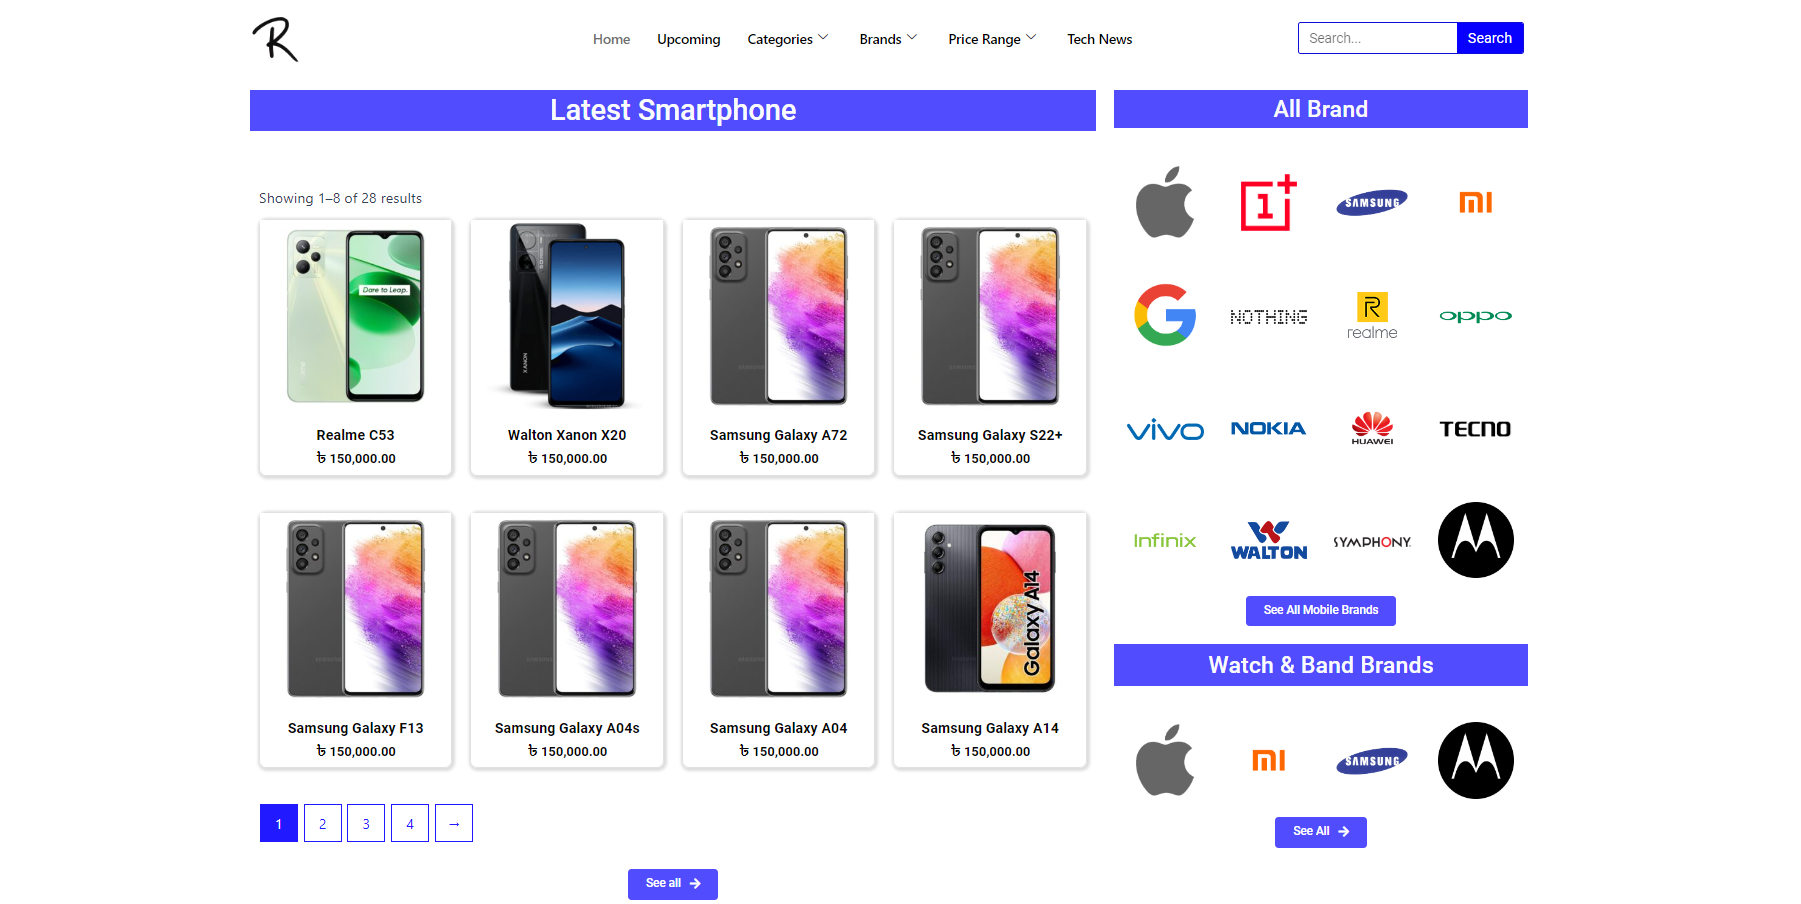 R
Home Upcoming Categories Brands Price Range Tech News
Search... Search
Latest Smartphone
Showing 1–8 of 28 results
Dare to Leap.
XANON
Realme C53
৳ 150,000.00
Walton Xanon X20
৳ 150,000.00
Samsung Galaxy A72
৳ 150,000.00
Samsung Galaxy S22+
৳ 150,000.00
Galaxy A14
Samsung Galaxy F13
৳ 150,000.00
Samsung Galaxy A04s
৳ 150,000.00
Samsung Galaxy A04
৳ 150,000.00
Samsung Galaxy A14
৳ 150,000.00
1 2 3 4 →
See all →
All Brand
1+ SAMSUNG MI
G NOTHING R realme oppo
vivo NOKIA HUAWEI TECNO
Infinix WALTON SYMPHONY
See All Mobile Brands
Watch & Band Brands
MI SAMSUNG
See All →